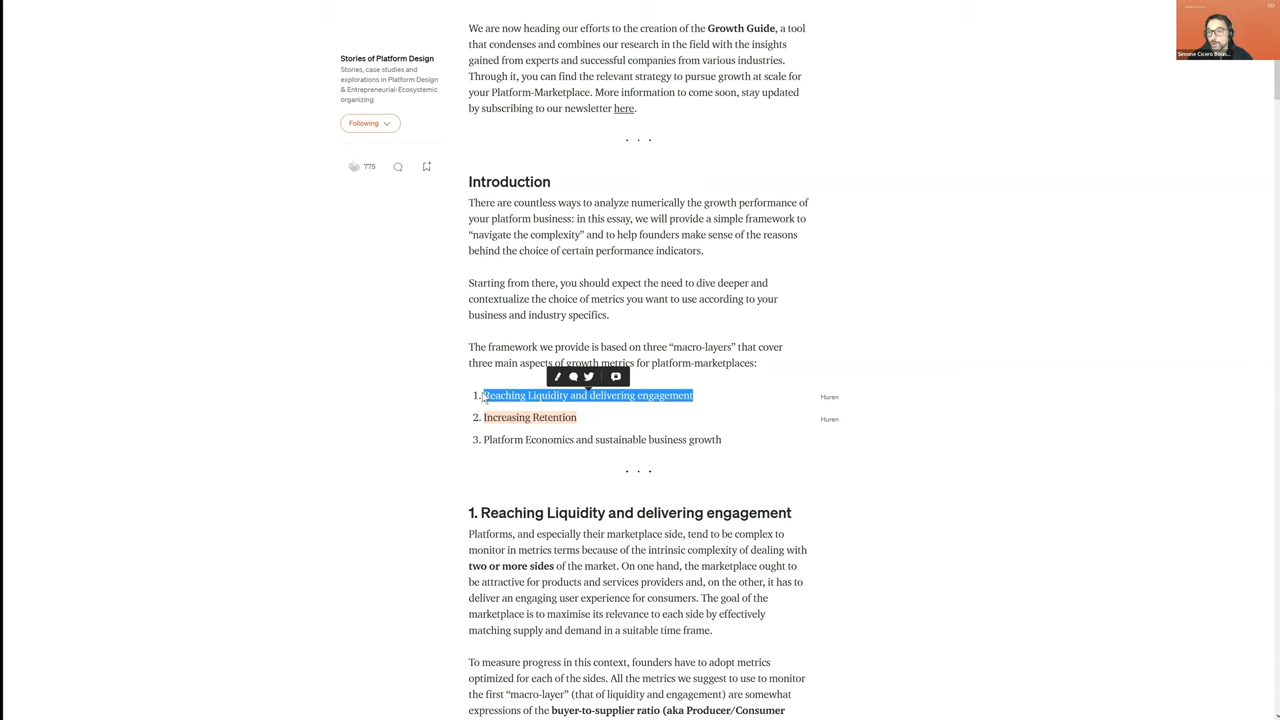 We are now heading our efforts to the creation of the Growth Guide, a tool
that condenses and combines our research in the field with the insights
gained from experts and successful companies from various industries.
Through it, you can find the relevant strategy to pursue growth at scale for
your Platform-Marketplace. More information to come soon, stay updated
by subscribing to our newsletter here.
Stories of Platform Design
Stories, case studies and
explorations in Platform Design
& Entrepreneurial-Ecosystemic
organizing
Following
775
Simone Cicero Boun...
Introduction
There are countless ways to analyze numerically the growth performance of
your platform business: in this essay, we will provide a simple framework to
“navigate the complexity” and to help founders make sense of the reasons
behind the choice of certain performance indicators.
Starting from there, you should expect the need to dive deeper and
contextualize the choice of metrics you want to use according to your
business and industry specifics.
The framework we provide is based on three “macro-layers” that cover
three main aspects of growth metrics for platform-marketplaces:
1. Reaching Liquidity and delivering engagement
Huren
2. Increasing Retention
Huren
3. Platform Economics and sustainable business growth
1. Reaching Liquidity and delivering engagement
Platforms, and especially their marketplace side, tend to be complex to
monitor in metrics terms because of the intrinsic complexity of dealing with
two or more sides of the market. On one hand, the marketplace ought to
be attractive for products and services providers and, on the other, it has to
deliver an engaging user experience for consumers. The goal of the
marketplace is to maximise its relevance to each side by effectively
matching supply and demand in a suitable time frame.
To measure progress in this context, founders have to adopt metrics
optimized for each of the sides. All the metrics we suggest to use to monitor
the first “macro-layer” (that of liquidity and engagement) are somewhat
expressions of the buyer-to-supplier ratio (aka Producer/Consumer